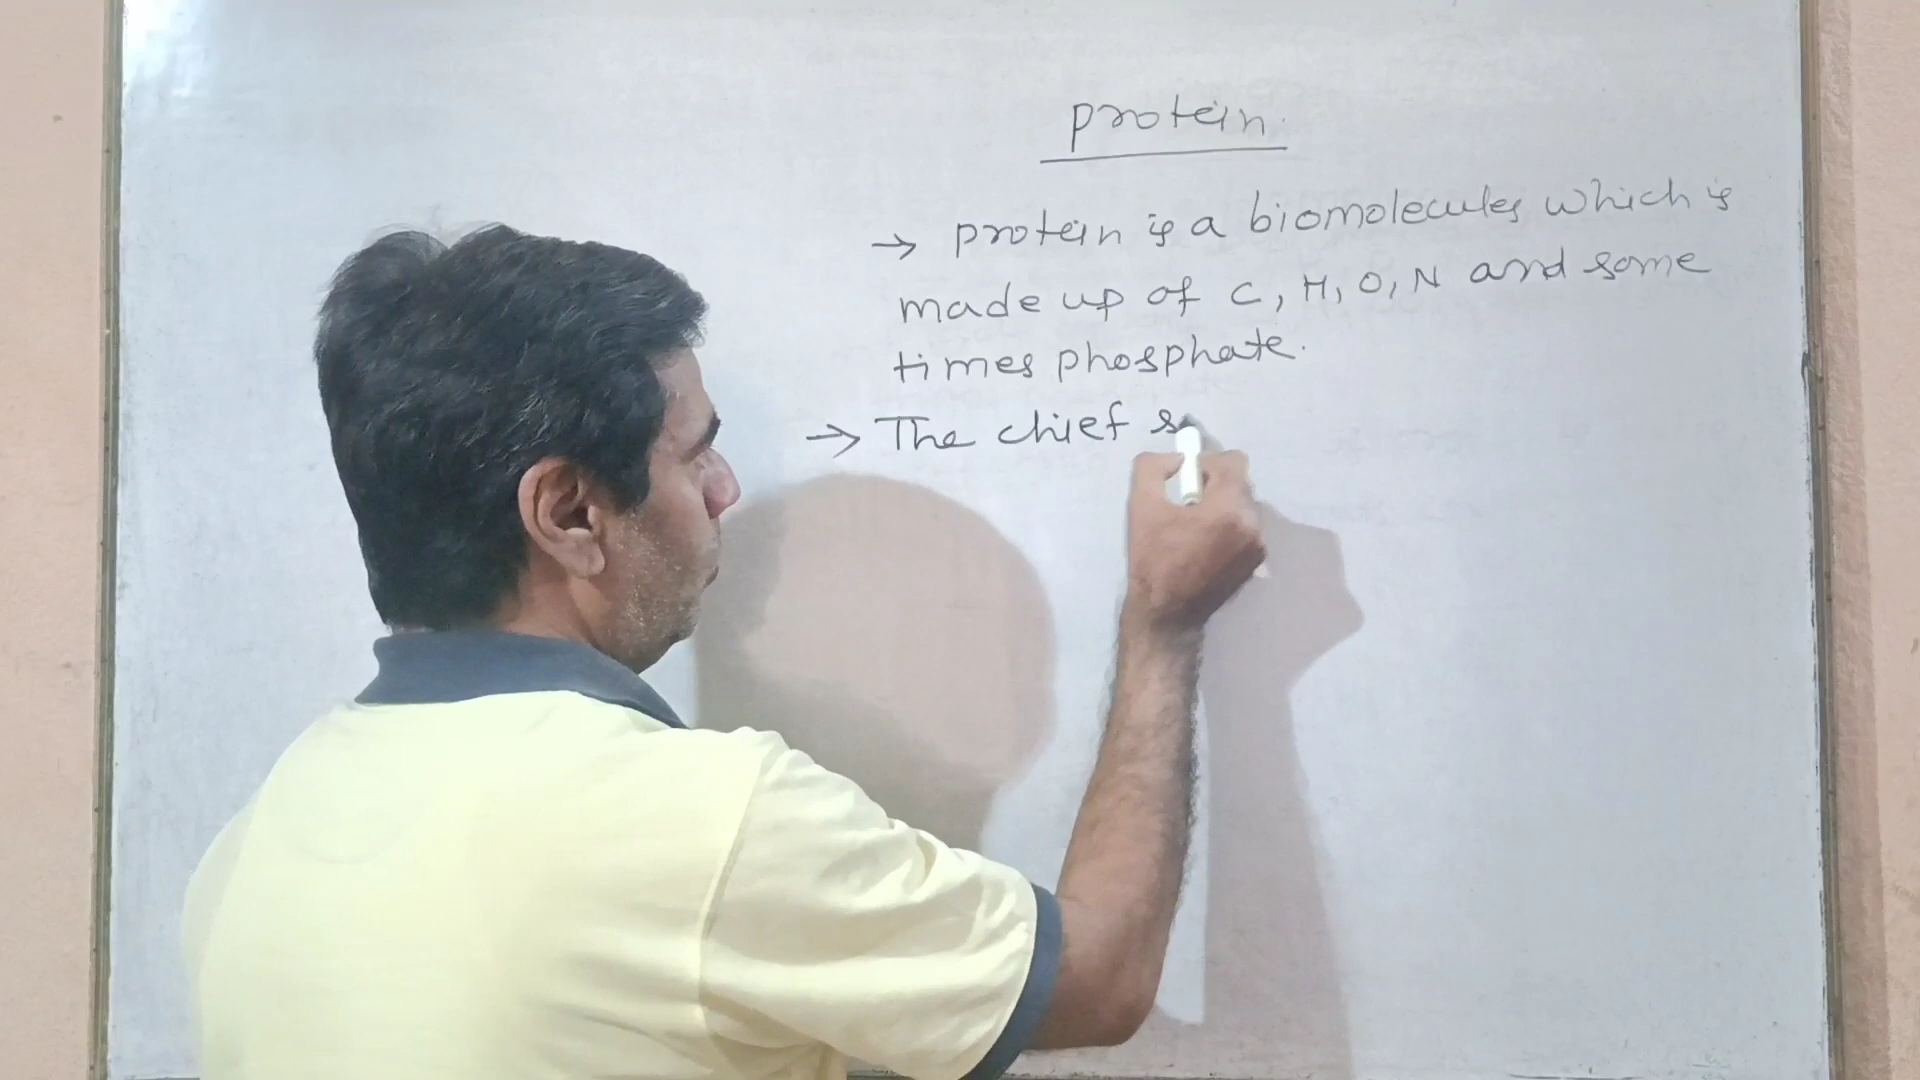 protein.
→ protein is a biomolecules which is
made up of C, H, O, N and some
times phosphate.
→ The chief s